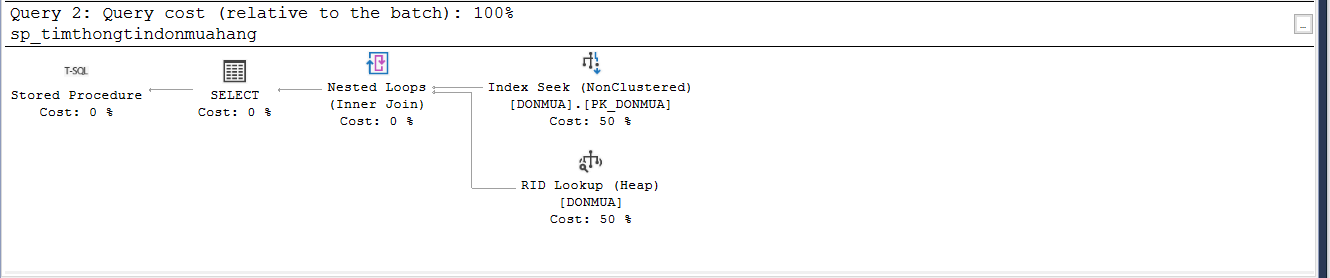 Query 2: Query cost (relative to the batch): 100%
sp_timthongtindonmuahang
T-SQL
Stored Procedure
Cost: 0 %
SELECT
Cost: 0 %
Nested Loops
(Inner Join)
Cost: 0 %
Index Seek (NonClustered)
[DONMUA].[PK_DONMUA]
Cost: 50 %
RID Lookup (Heap)
[DONMUA]
Cost: 50 %